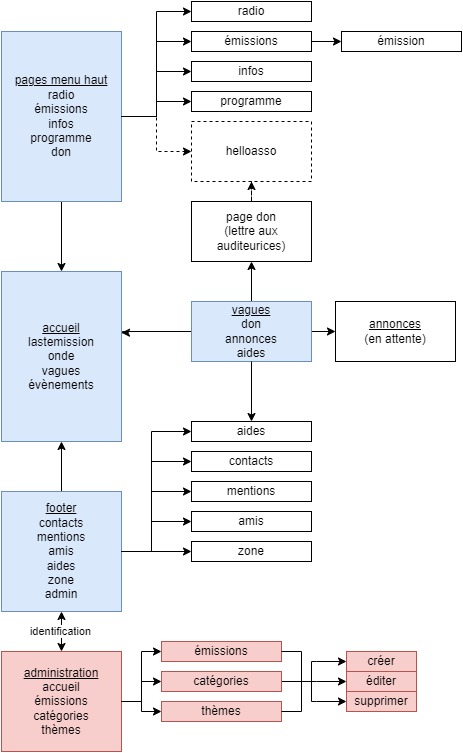 radio
émissions
émission
infos
programme
helloasso
pages menu haut
radio
émissions
infos
programme
don
page don
(lettre aux
auditeurices)
accueil
lastemission
onde
vagues
évènements
vagues
don
annonces
aides
annonces
(en attente)
aides
contacts
mentions
amis
zone
footer
contacts
mentions
amis
aides
zone
admin
identification
administration
accueil
émissions
catégories
thèmes
émissions
catégories
thèmes
créer
éditer
supprimer